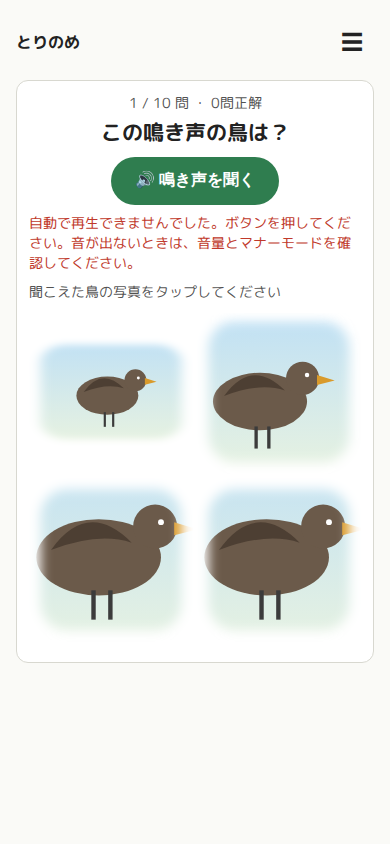 とりのめ
☰
1 / 10 問 · 0問正解
この鳴き声の鳥は？
🔊 鳴き声を聞く
自動で再生できませんでした。ボタンを押してくだ
さい。音が出ないときは、音量とマナーモードを確
認してください。
聞こえた鳥の写真をタップしてください